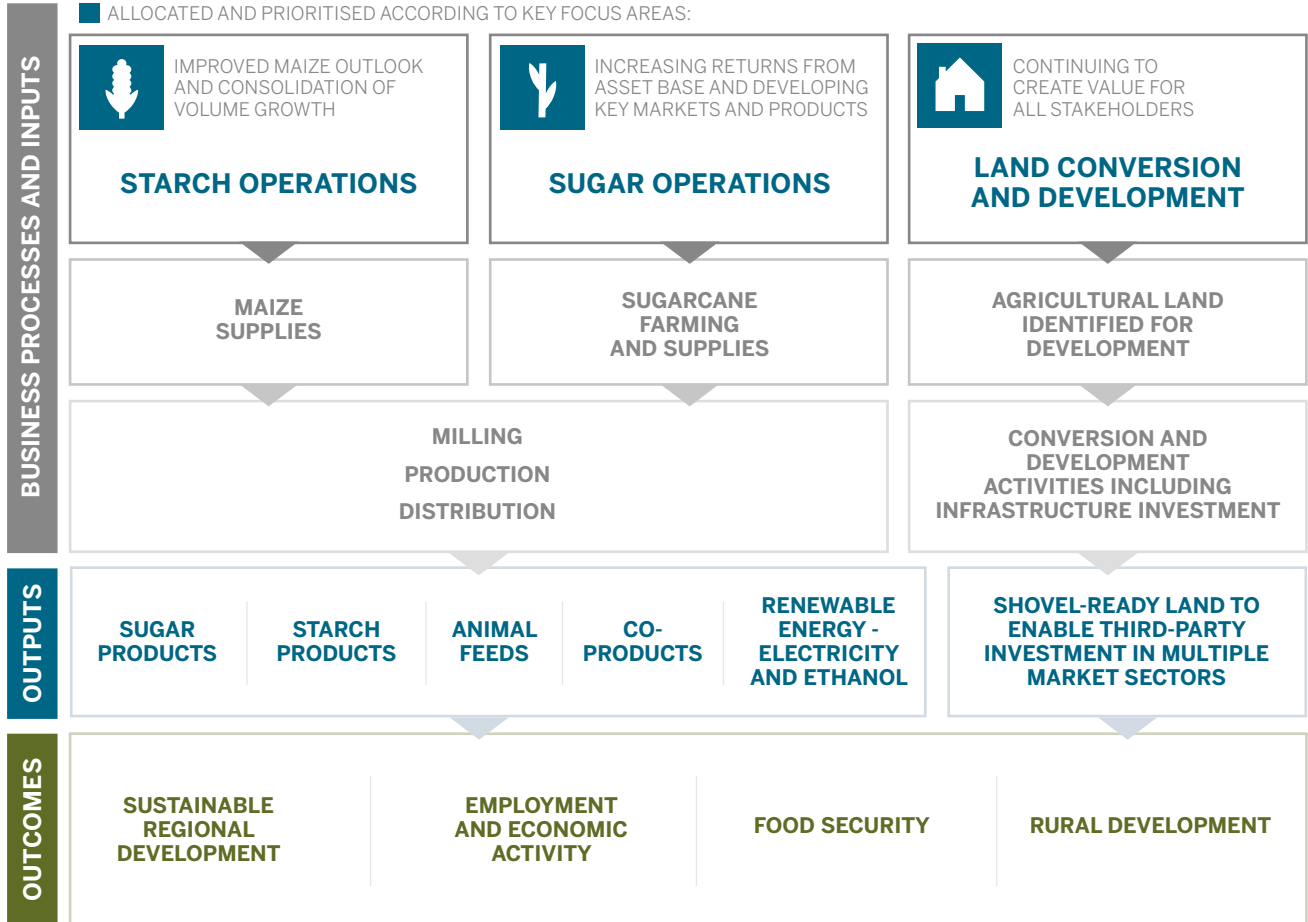 ALLOCATED AND PRIORITISED ACCORDING TO KEY FOCUS AREAS:
BUSINESS PROCESSES AND INPUTS
IMPROVED MAIZE OUTLOOK
AND CONSOLIDATION OF
VOLUME GROWTH
STARCH OPERATIONS
INCREASING RETURNS FROM
ASSET BASE AND DEVELOPING
KEY MARKETS AND PRODUCTS
SUGAR OPERATIONS
CONTINUING TO
CREATE VALUE FOR
ALL STAKEHOLDERS
LAND CONVERSION
AND DEVELOPMENT
MAIZE
SUPPLIES
SUGARCANE
FARMING
AND SUPPLIES
AGRICULTURAL LAND
IDENTIFIED FOR
DEVELOPMENT
MILLING
PRODUCTION
DISTRIBUTION
CONVERSION AND
DEVELOPMENT
ACTIVITIES INCLUDING
INFRASTRUCTURE INVESTMENT
OUTPUTS
SUGAR
PRODUCTS
STARCH
PRODUCTS
ANIMAL
FEEDS
CO-
PRODUCTS
RENEWABLE
ENERGY -
ELECTRICITY
AND ETHANOL
SHOVEL-READY LAND TO
ENABLE THIRD-PARTY
INVESTMENT IN MULTIPLE
MARKET SECTORS
OUTCOMES
SUSTAINABLE
REGIONAL
DEVELOPMENT
EMPLOYMENT
AND ECONOMIC
ACTIVITY
FOOD SECURITY
RURAL DEVELOPMENT